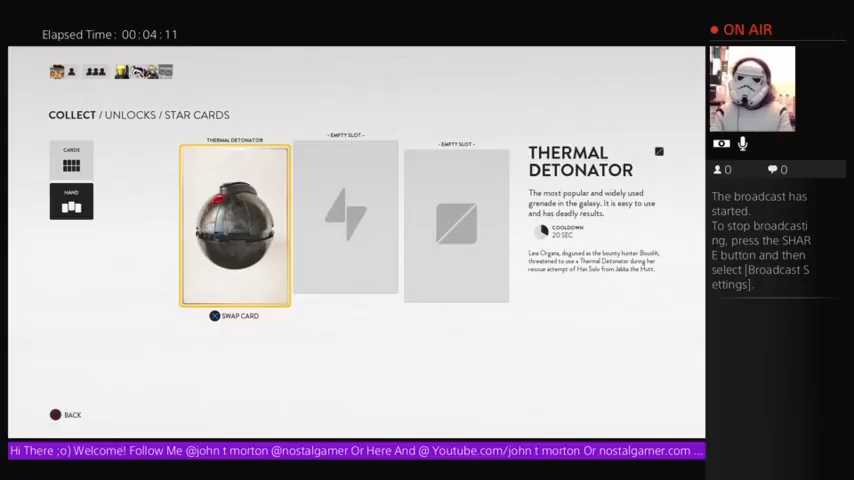 Elapsed Time : 00:04:11
ON AIR
COLLECT / UNLOCKS / STAR CARDS
CARDS
HAND
THERMAL DETONATOR
- EMPTY SLOT -
- EMPTY SLOT -
SWAP CARD
THERMAL
DETONATOR
The most popular and widely used
grenade in the galaxy. It is easy to use
and has deadly results.
COOLDOWN
20 SEC
Leia Organa, disguised as the bounty hunter Boushh,
threatened to use a Thermal Detonator during her
rescue attempt of Han Solo from Jabba the Hutt.
BACK
0
0
The broadcast has
started.
To stop broadcasti
ng, press the SHAR
E button and then
select [Broadcast S
ettings].
Hi There ;o) Welcome! Follow Me @john t morton @nostalgamer Or Here And @ Youtube.com/john t morton Or nostalgamer.com ...